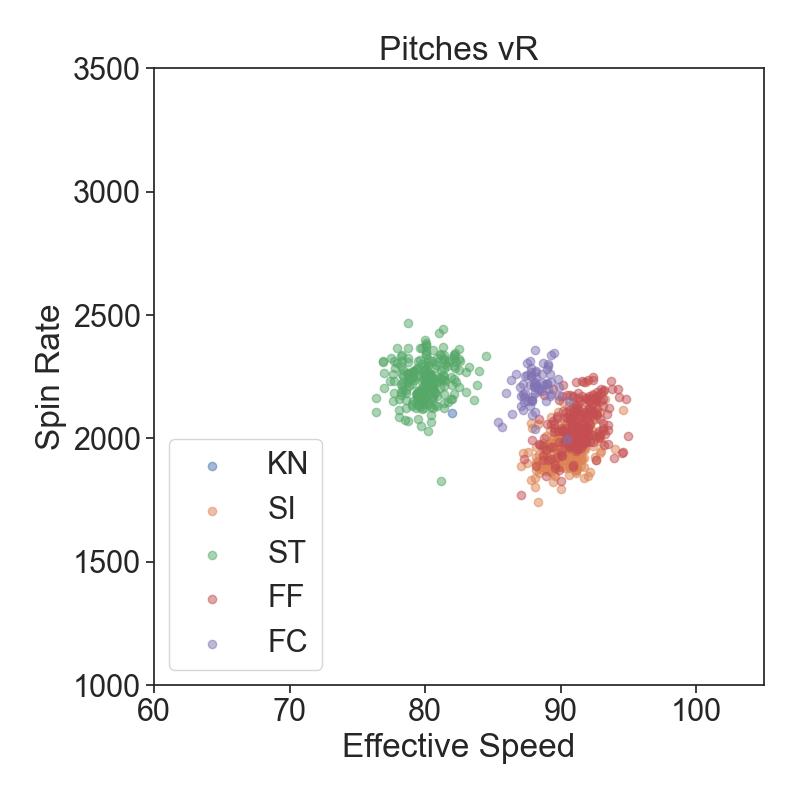 Pitches vR
3500
3000
2500
2000
1500
1000
Spin Rate
KN
SI
ST
FF
FC
60 70 80 90 100
Effective Speed